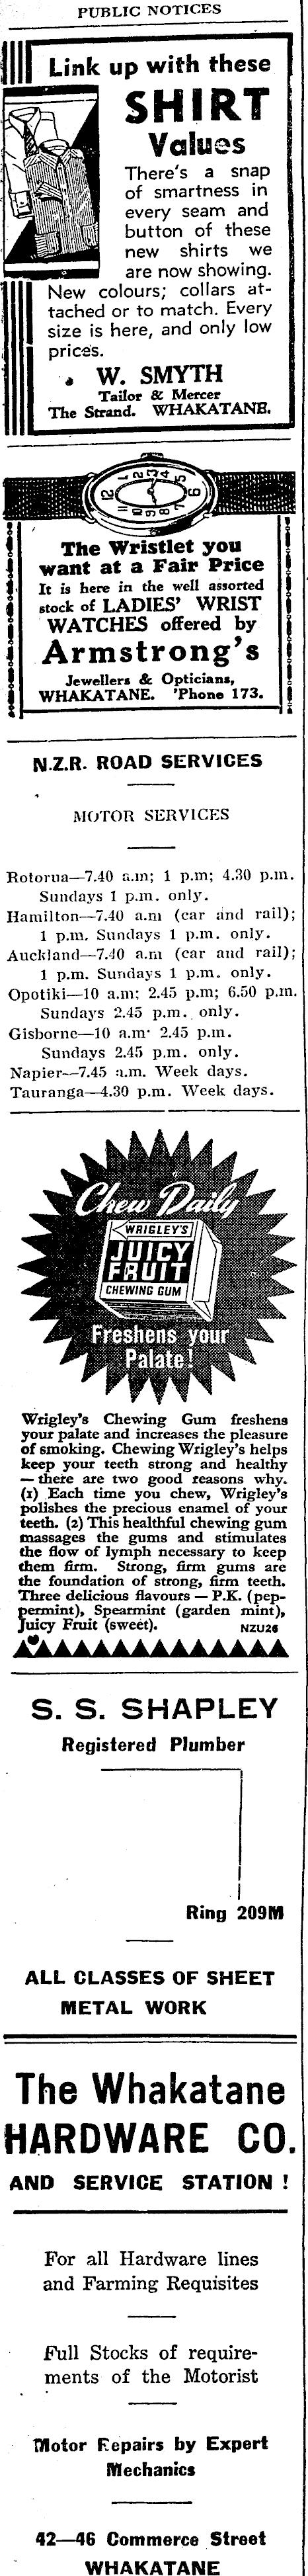 PUBLIC NOTICES
Link up with these
SHIRT
Values
There's a snap
of smartness in
every seam and
button of these
new shirts we
are now showing.
New colours; collars at-
tached or to match. Every
size is here, and only low
prices.
W. SMYTH
Tailor & Mercer
The Strand. WHAKATANE.
The Wristlet you
want at a Fair Price
It is here in the well assorted
stock of LADIES' WRIST
WATCHES offered by
Armstrong's
Jewellers & Opticians,
WHAKATANE. 'Phone 173.
N.Z.R. ROAD SERVICES
MOTOR SERVICES
Rotorua—7.40 a.m; 1 p.m; 4.30 p.m.
Sundays 1 p.m. only.
Hamilton—7.40 a.m (car and rail);
1 p.m. Sundays 1 p.m. only.
Auckland—7.40 a.m (car and rail);
1 p.m. Sundays 1 p.m. only.
Opotiki—10 a.m; 2.45 p.m; 6.50 p.m.
Sundays 2.45 p.m. only.
Gisborne—10 a.m· 2.45 p.m.
Sundays 2.45 p.m. only.
Napier—7.45 a.m. Week days.
Tauranga—4.30 p.m. Week days.
Chew Daily
WRIGLEY'S
JUICY
FRUIT
CHEWING GUM
Freshens your
Palate!
Wrigley's Chewing Gum freshens
your palate and increases the pleasure
of smoking. Chewing Wrigley's helps
keep your teeth strong and healthy
— there are two good reasons why.
(1) Each time you chew, Wrigley's
polishes the precious enamel of your
teeth. (2) This healthful chewing gum
massages the gums and stimulates
the flow of lymph necessary to keep
them firm. Strong, firm gums are
the foundation of strong, firm teeth.
Three delicious flavours — P.K. (pep-
permint), Spearmint (garden mint),
Juicy Fruit (sweet). NZU26
S. S. SHAPLEY
Registered Plumber
Ring 209M
ALL CLASSES OF SHEET
METAL WORK
The Whakatane
HARDWARE CO.
AND SERVICE STATION !
For all Hardware lines
and Farming Requisites
Full Stocks of require-
ments of the Motorist
Motor Repairs by Expert
Mechanics
42—46 Commerce Street
WHAKATANE